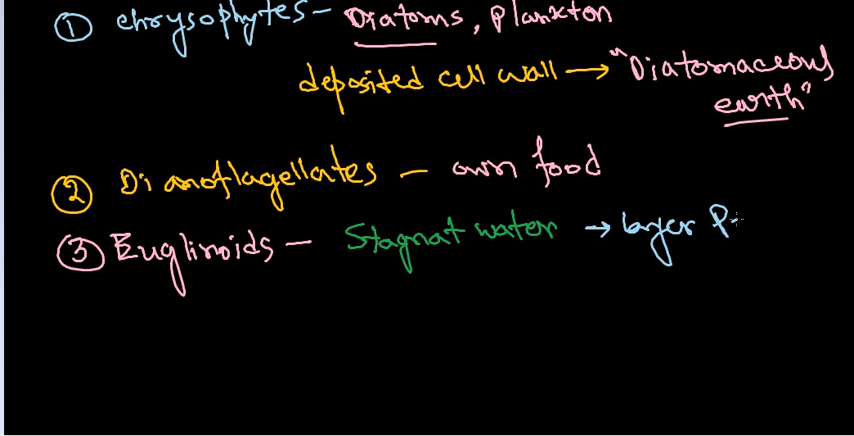 ① chrysophytes - Diatoms, Plankton
deposited cell wall → "Diatomaceous
earth"
② Dianoflagellates - own food
③ Euglinoids - Stagnat water → layer P